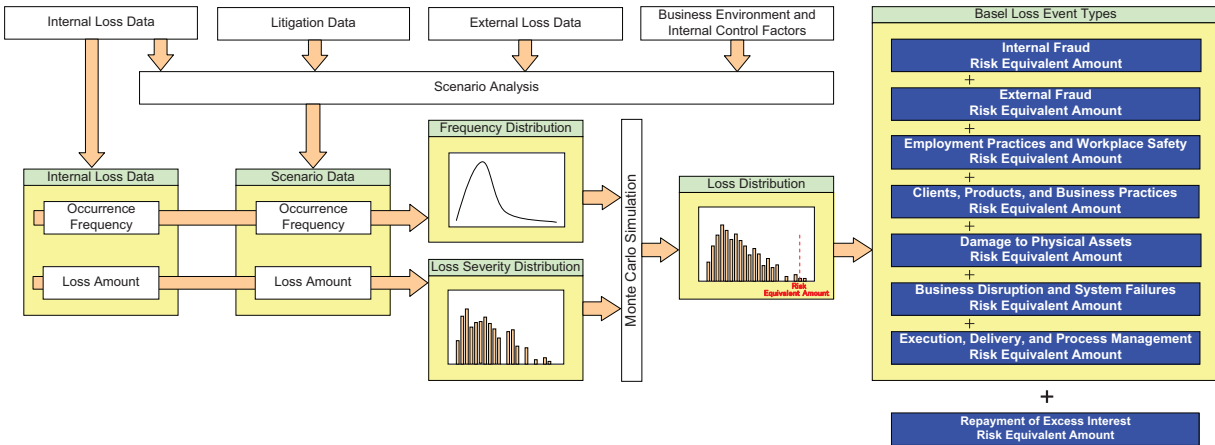 Internal Loss Data
Litigation Data
External Loss Data
Business Environment and
Internal Control Factors
Scenario Analysis
Internal Loss Data
Occurrence
Frequency
Loss Amount
Scenario Data
Occurrence
Frequency
Loss Amount
Frequency Distribution
Loss Severity Distribution
Monte Carlo Simulation
Loss Distribution
Risk
Equivalent Amount
Basel Loss Event Types
Internal Fraud
Risk Equivalent Amount
+
External Fraud
Risk Equivalent Amount
+
Employment Practices and Workplace Safety
Risk Equivalent Amount
+
Clients, Products, and Business Practices
Risk Equivalent Amount
+
Damage to Physical Assets
Risk Equivalent Amount
+
Business Disruption and System Failures
Risk Equivalent Amount
+
Execution, Delivery, and Process Management
Risk Equivalent Amount
+
Repayment of Excess Interest
Risk Equivalent Amount